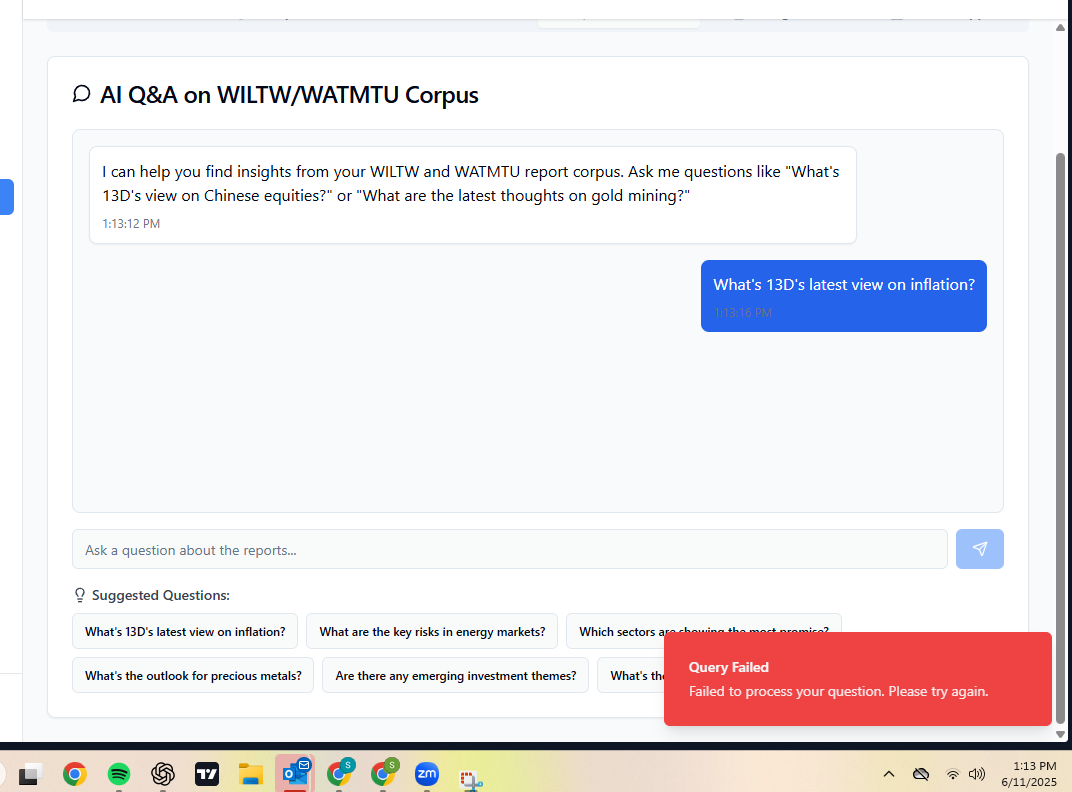 AI Q&A on WILTW/WATMTU Corpus
I can help you find insights from your WILTW and WATMTU report corpus. Ask me questions like "What's
13D's view on Chinese equities?" or "What are the latest thoughts on gold mining?"
1:13:12 PM
What's 13D's latest view on inflation?
1:13:16 PM
Ask a question about the reports...
Suggested Questions:
What's 13D's latest view on inflation?
What are the key risks in energy markets?
Which sectors are showing the most promise?
What's the outlook for precious metals?
Are there any emerging investment themes?
What's the
Query Failed
Failed to process your question. Please try again.
S
S
zm
1:13 PM
6/11/2025